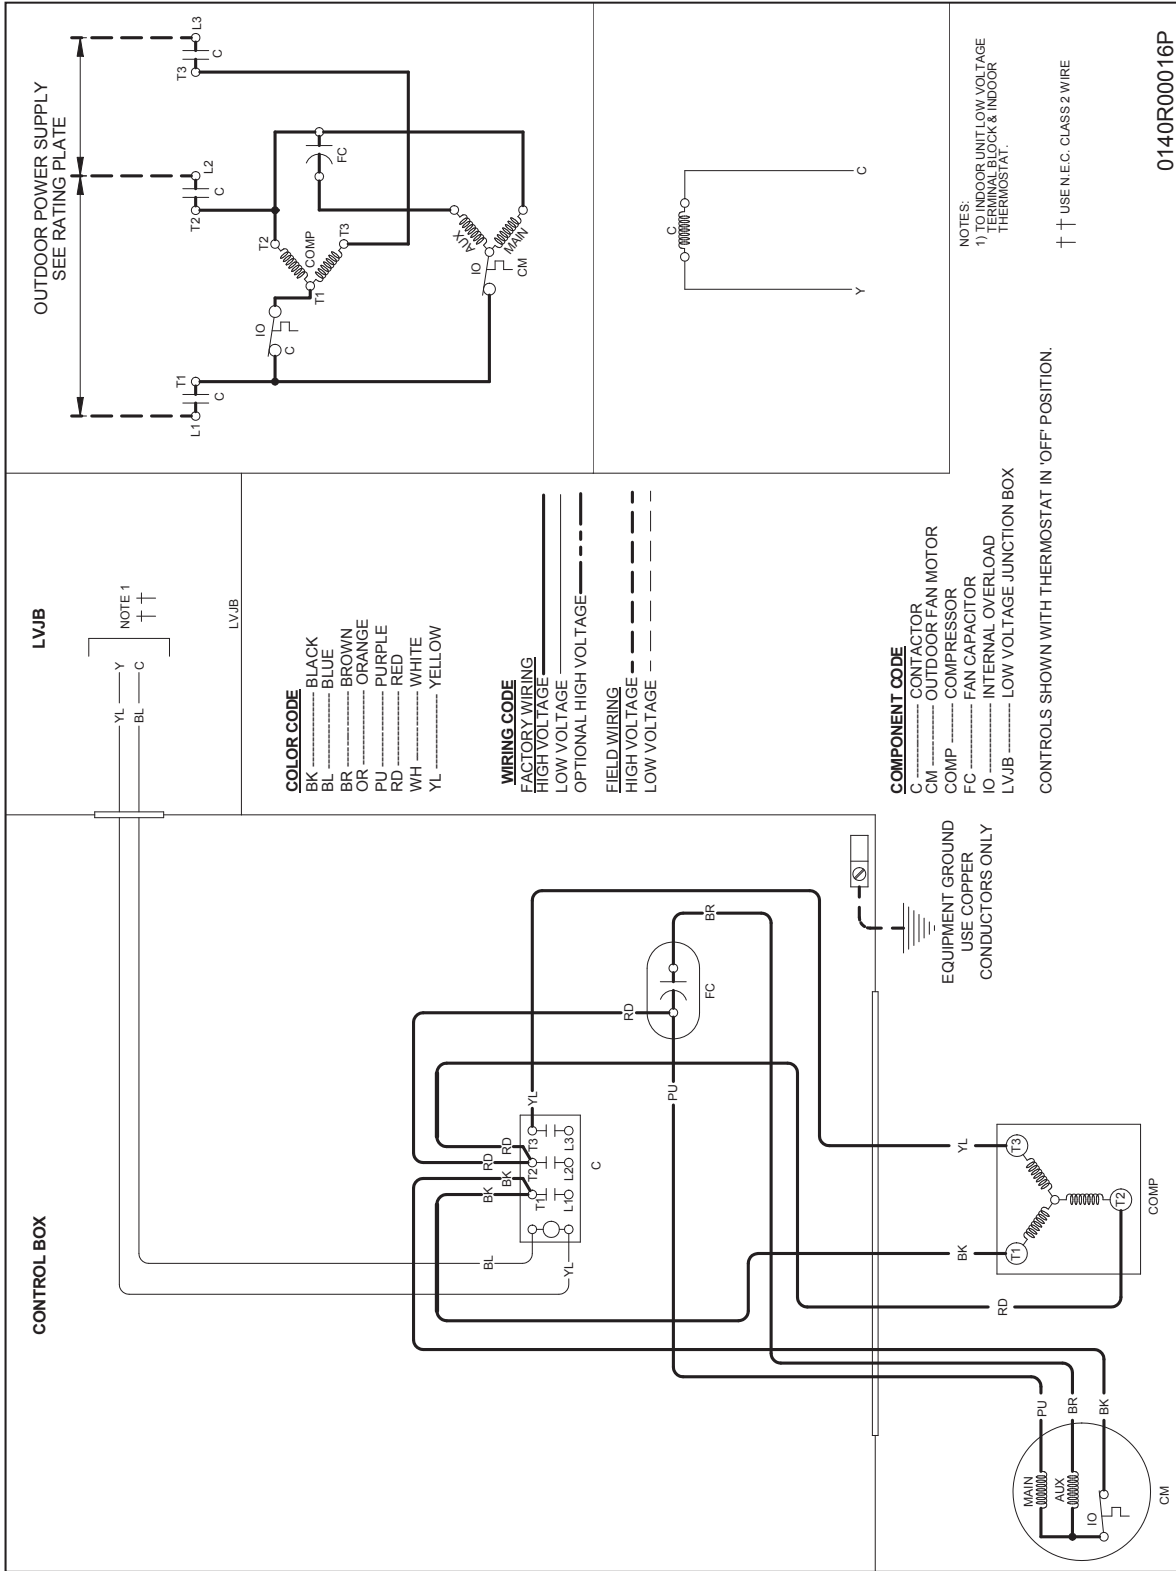 CONTROL BOX
LVJB
OUTDOOR POWER SUPPLY
SEE RATING PLATE
YL
Y
BL
C
NOTE 1
†† 
LVJB
BL
YL
BK
BK
RD
RD
YL
T1
T2
T3
L1
L2
L3
C
RD
PU
BR
FC
BK
YL
RD
T1
T2
T3
COMP
PU
BR
BK
MAIN
AUX
IO
CM
EQUIPMENT GROUND
USE COPPER
CONDUCTORS ONLY
COLOR CODE
BK ---------- BLACK
BL ---------- BLUE
BR ---------- BROWN
OR ---------- ORANGE
PU ---------- PURPLE
RD ---------- RED
WH ---------- WHITE
YL ---------- YELLOW
WIRING CODE
FACTORY WIRING
HIGH VOLTAGE
LOW VOLTAGE
OPTIONAL HIGH VOLTAGE
FIELD WIRING
HIGH VOLTAGE
LOW VOLTAGE
COMPONENT CODE
C ---------- CONTACTOR
CM ---------- OUTDOOR FAN MOTOR
COMP ---------- COMPRESSOR
FC ---------- FAN CAPACITOR
IO ---------- INTERNAL OVERLOAD
LVJB ---------- LOW VOLTAGE JUNCTION BOX
CONTROLS SHOWN WITH THERMOSTAT IN 'OFF' POSITION.
L1
T1
C
T2
L2
C
T3
L3
C
IO
C
T1
T2
T3
COMP
FC
AUX
MAIN
IO
CM
C
Y
C
NOTES:
1) TO INDOOR UNIT LOW VOLTAGE
TERMINAL BLOCK & INDOOR
THERMOSTAT.
†† USE N.E.C. CLASS 2 WIRE
0140R00016P